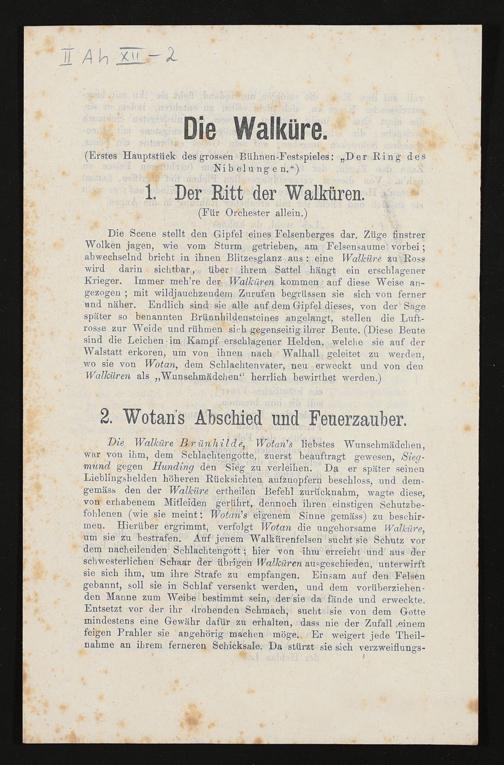 II Ah XII - 2
Die Walküre.
(Erstes Hauptstück des grossen Bühnen-Festspieles: „Der Ring des
Nibelungen.“)
1. Der Ritt der Walküren.
(Für Orchester allein.)
Die Scene stellt den Gipfel eines Felsenberges dar. Züge finstrer
Wolken jagen, wie vom Sturm getrieben, am Felsensaume vorbei;
abwechselnd bricht in ihnen Blitzesglanz aus: eine Walküre zu Ross
wird darin sichtbar, über ihrem Sattel hängt ein erschlagener
Krieger. Immer meh're der Walküren kommen auf diese Weise an-
gezogen; mit wildjauchzendem Zurufen begrüssen sie sich von ferner
und näher. Endlich sind sie alle auf dem Gipfel dieses, von der Sage
später so benannten Brünnhildensteines angelangt, stellen die Luft-
rosse zur Weide und rühmen sich gegenseitig ihrer Beute. (Diese Beute
sind die Leichen im Kampf erschlagener Helden, welche sie auf der
Walstatt erkoren, um von ihnen nach Walhall geleitet zu werden,
wo sie von Wotan, dem Schlachtenvater, neu erweckt und von den
Walküren als „Wunschmädchen“ herrlich bewirthet werden.)
2. Wotan's Abschied und Feuerzauber.
Die Walküre Brünhilde, Wotan's liebstes Wunschmädchen,
war von ihm, dem Schlachtengotte, zuerst beauftragt gewesen, Sieg-
mund gegen Hunding den Sieg zu verleihen. Da er später seinen
Lieblingshelden höheren Rücksichten aufzuopfern beschloss, und dem-
gemäss den der Walküre ertheilen Befehl zurücknahm, wagte diese,
von erhabenem Mitleiden gerührt, dennoch ihren einstigen Schutzbe-
fohlenen (wie sie meint: Wotan's eigenem Sinne gemäss) zu beschir-
men. Hierüber ergrimmt, verfolgt Wotan die ungehorsame Walküre,
um sie zu bestrafen. Auf jenem Walkürenfelsen sucht sie Schutz vor
dem nacheilenden Schlachtengott; hier von ihm erreicht und aus der
schwesterlichen Schaar der übrigen Walküren ausgeschieden, unterwirft
sie sich ihm, um ihre Strafe zu empfangen. Einsam auf den Felsen
gebannt, soll sie in Schlaf versenkt werden, und dem vorüberziehen-
den Manne zum Weibe bestimmt sein, der sie da fände und erweckte.
Entsetzt vor der ihr drohenden Schmach, sucht sie von dem Gotte
mindestens eine Gewähr dafür zu erhalten, dass nie der Zufall einem
feigen Prahler sie angehörig machen möge. Er weigert jede Theil-
nahme an ihrem ferneren Schicksale. Da stürzt sie sich verzweiflungs-